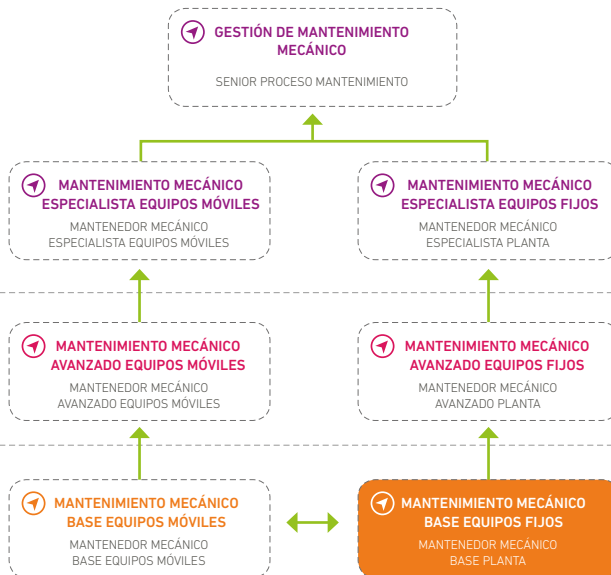 GESTIÓN DE MANTENIMIENTO
MECÁNICO
SENIOR PROCESO MANTENIMIENTO
MANTENIMIENTO MECÁNICO
ESPECIALISTA EQUIPOS MÓVILES
MANTENEDOR MECÁNICO
ESPECIALISTA EQUIPOS MÓVILES
MANTENIMIENTO MECÁNICO
ESPECIALISTA EQUIPOS FIJOS
MANTENEDOR MECÁNICO
ESPECIALISTA PLANTA
MANTENIMIENTO MECÁNICO
AVANZADO EQUIPOS MÓVILES
MANTENEDOR MECÁNICO
AVANZADO EQUIPOS MÓVILES
MANTENIMIENTO MECÁNICO
AVANZADO EQUIPOS FIJOS
MANTENEDOR MECÁNICO
AVANZADO PLANTA
MANTENIMIENTO MECÁNICO
BASE EQUIPOS MÓVILES
MANTENEDOR MECÁNICO
BASE EQUIPOS MÓVILES
MANTENIMIENTO MECÁNICO
BASE EQUIPOS FIJOS
MANTENEDOR MECÁNICO
BASE PLANTA